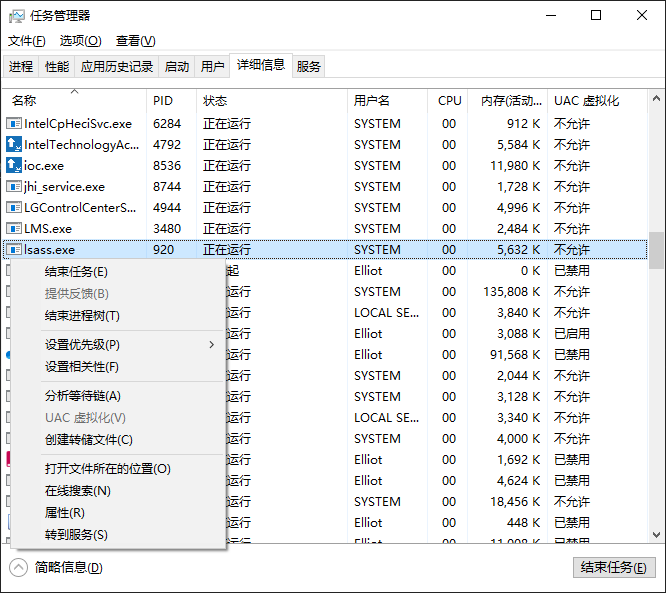 任务管理器
文件(F) 选项(O) 查看(V)
进程 性能 应用历史记录 启动 用户 详细信息 服务
名称 PID 状态 用户名 CPU 内存(活动... UAC 虚拟化
IntelCpHeciSvc.exe 6284 正在运行 SYSTEM 00 912 K 不允许
IntelTechnologyAc... 4792 正在运行 SYSTEM 00 5,584 K 不允许
ioc.exe 8536 正在运行 SYSTEM 00 11,980 K 不允许
jhi_service.exe 8744 正在运行 SYSTEM 00 1,728 K 不允许
LGControlCenterS... 4944 正在运行 SYSTEM 00 4,996 K 不允许
LMS.exe 3480 正在运行 SYSTEM 00 2,484 K 不允许
lsass.exe 920 正在运行 SYSTEM 00 5,632 K 不允许
结束任务(E) 起 Elliot 00 0 K 已禁用
提供反馈(B) 运行 SYSTEM 00 135,808 K 不允许
结束进程树(T) 运行 LOCAL SE... 00 3,840 K 不允许
运行 Elliot 00 3,088 K 已启用
设置优先级(P) 运行 Elliot 00 91,568 K 已禁用
设置相关性(F) 运行 SYSTEM 00 2,044 K 不允许
分析等待链(A) 运行 SYSTEM 00 3,128 K 不允许
UAC 虚拟化(V) 运行 LOCAL SE... 00 3,340 K 不允许
创建转储文件(C) 运行 SYSTEM 00 4,000 K 不允许
运行 Elliot 00 1,692 K 已禁用
打开文件所在的位置(O) 运行 Elliot 00 4,624 K 已禁用
在线搜索(N) 运行 SYSTEM 00 18,456 K 不允许
属性(R) 运行 Elliot 00 448 K 已禁用
转到服务(S)
简略信息(D) 结束任务(E)